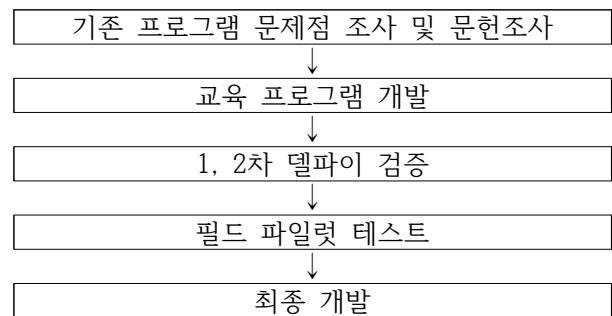 기존 프로그램 문제점 조사 및 문헌조사
↓
교육 프로그램 개발
↓
1, 2차 델파이 검증
↓
필드 파일럿 테스트
↓
최종 개발